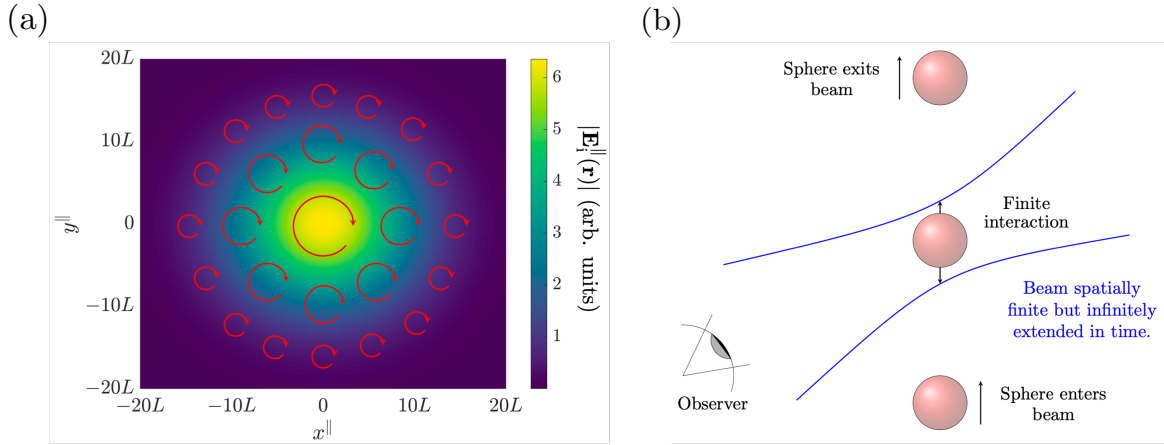 (a)
20L
10L
0
−10L
−20L
y∥
−20L −10L 0 10L 20L
x∥
6
5
4
3
2
1
|E_i^∥(r)| (arb. units)
(b)
Sphere exits
beam
Finite
interaction
Beam spatially
finite but infinitely
extended in time.
Observer
Sphere enters
beam